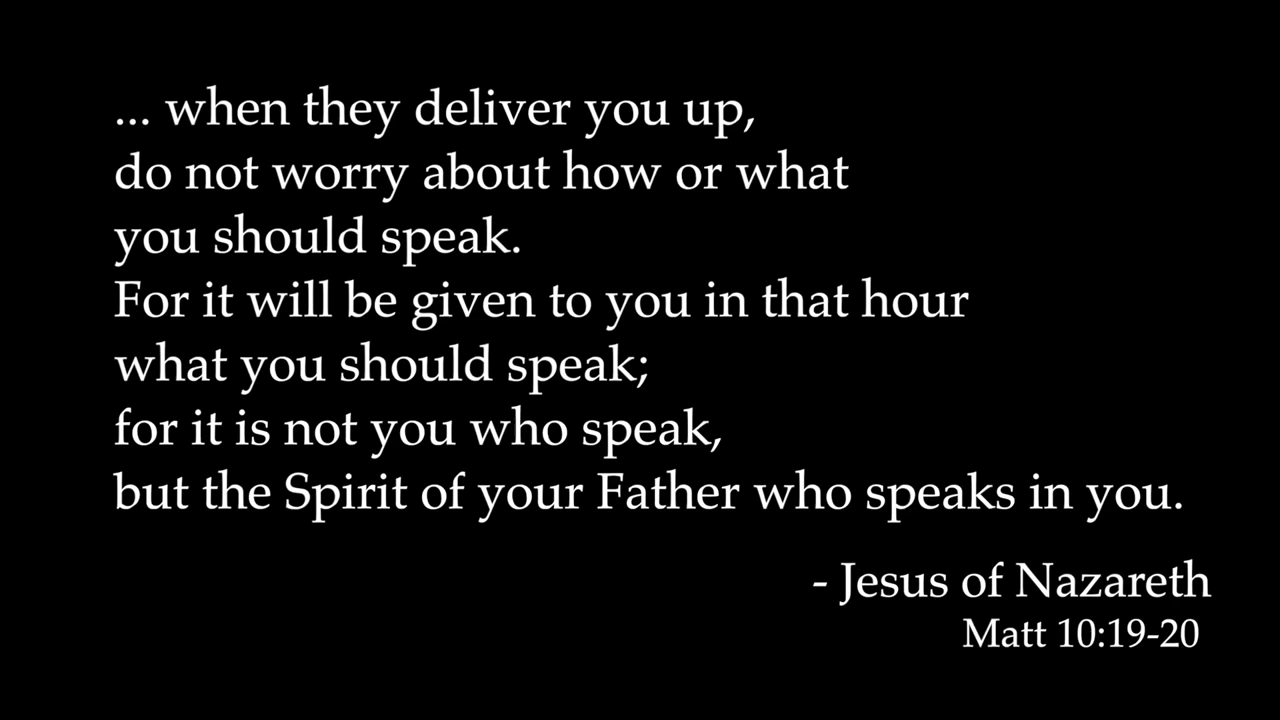 ... when they deliver you up,
do not worry about how or what
you should speak.
For it will be given to you in that hour
what you should speak;
for it is not you who speak,
but the Spirit of your Father who speaks in you.
- Jesus of Nazareth
Matt 10:19-20